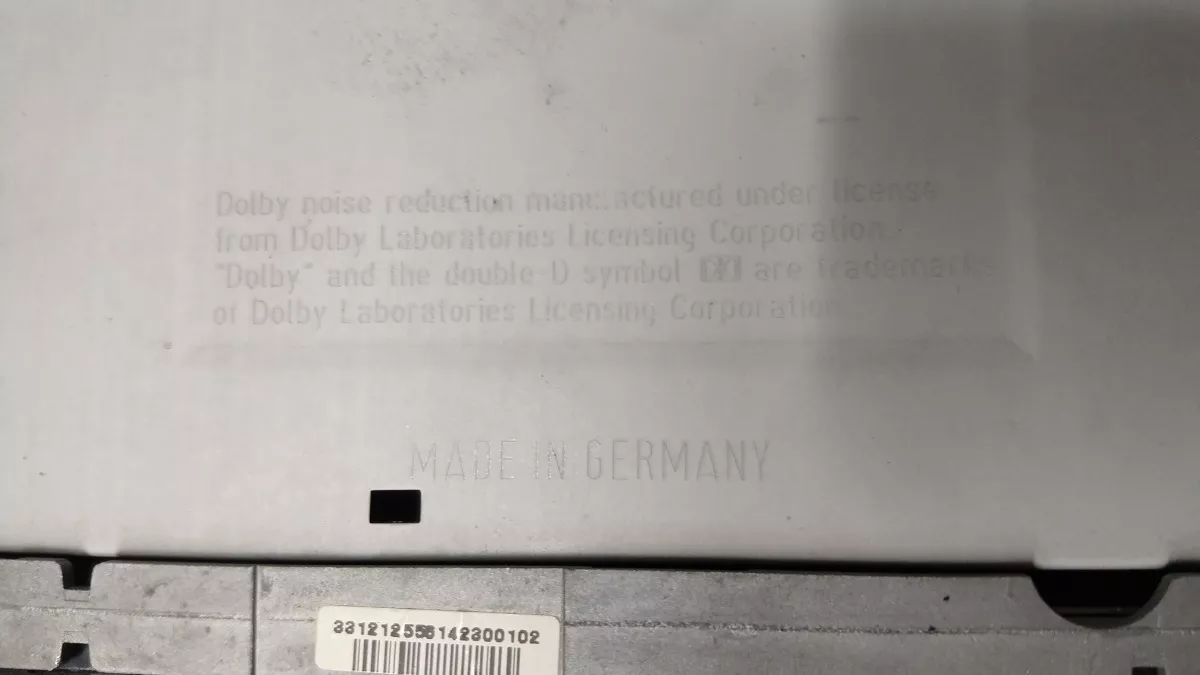 Dolby noise reduction manufactured under license
from Dolby Laboratories Licensing Corporation.
"Dolby" and the double-D symbol are trademarks
of Dolby Laboratories Licensing Corporation.
MADE IN GERMANY